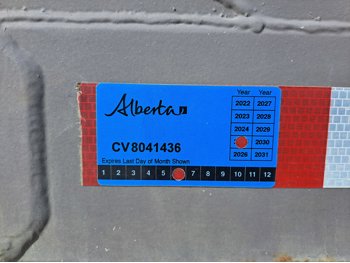 Alberta
Year Year
2022 2027
2023 2028
2024 2029
2030
2026 2031
CV8041436
Expires Last Day of Month Shown
1 2 3 4 5 7 8 9 10 11 12